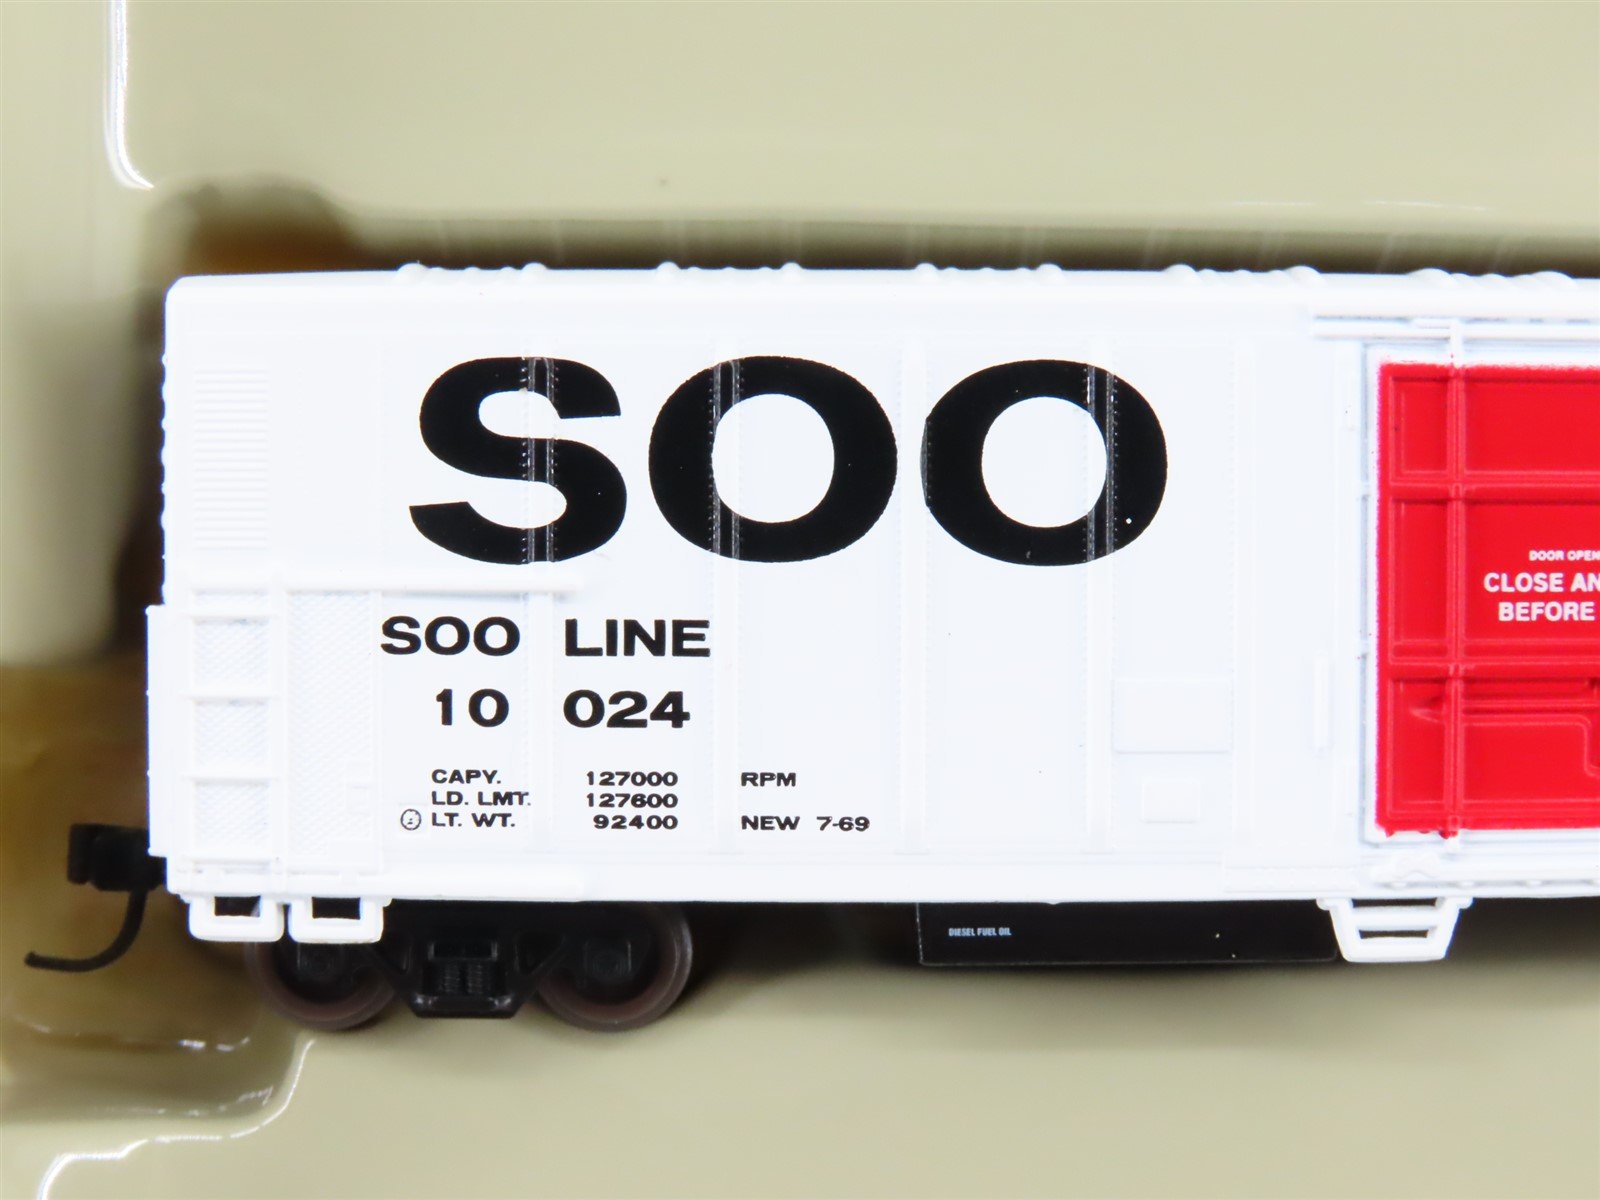 SOO
SOO LINE
10 024
CAPY. 127000 RPM
LD. LMT. 127600
LT. WT. 92400 NEW 7-69
DOOR OPEN
CLOSE AN
BEFORE
DIESEL FUEL OIL